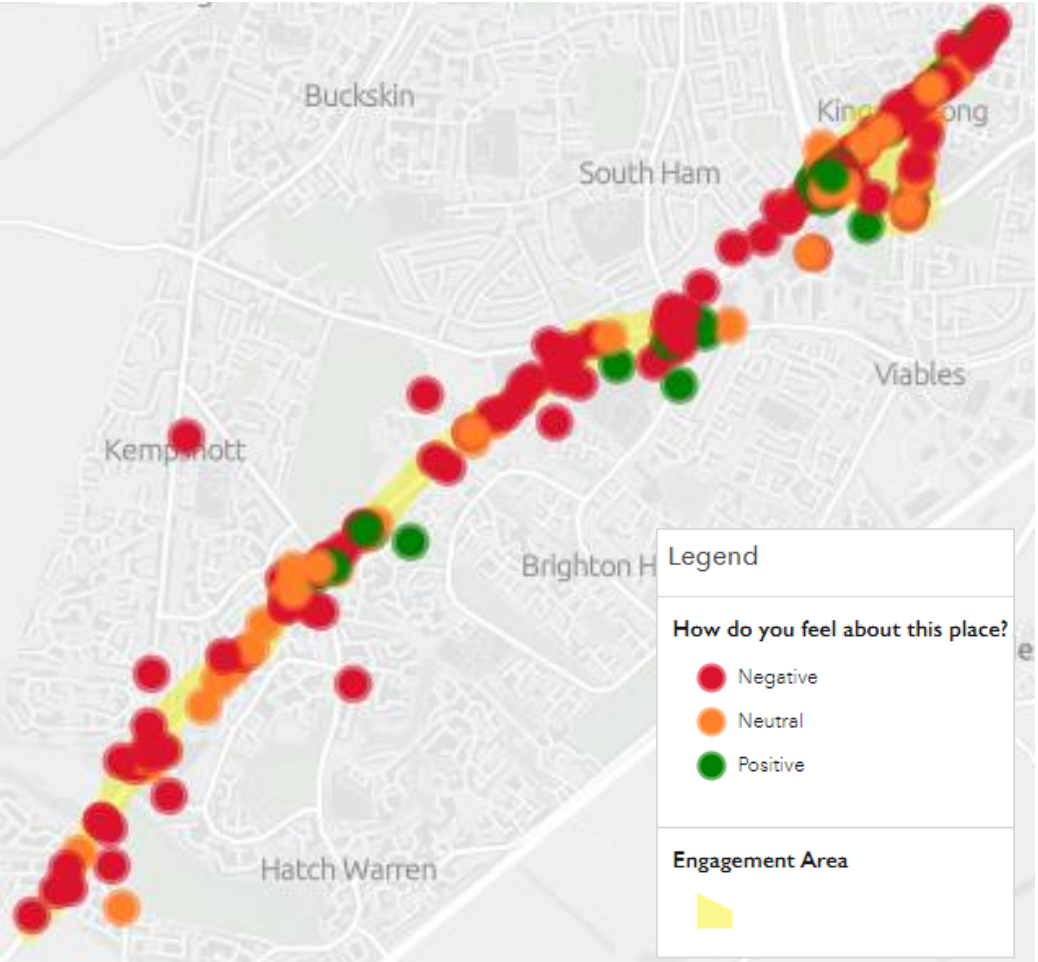 Buckskin
South Ham
Viables
Brighton H
Legend
How do you feel about this place?
e
Negative
Neutral
Positive
Engagement Area
Hatch Warren